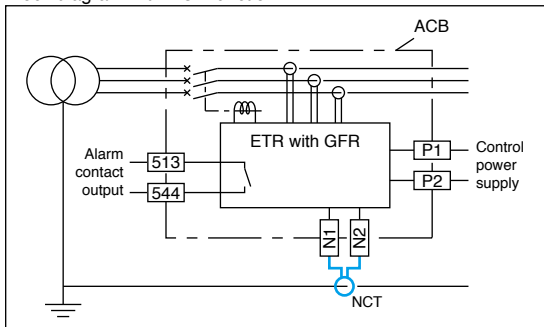 ACB
ETR with GFR
Alarm
contact
output
513
544
P1
P2
Control
power
supply
N1
N2
NCT